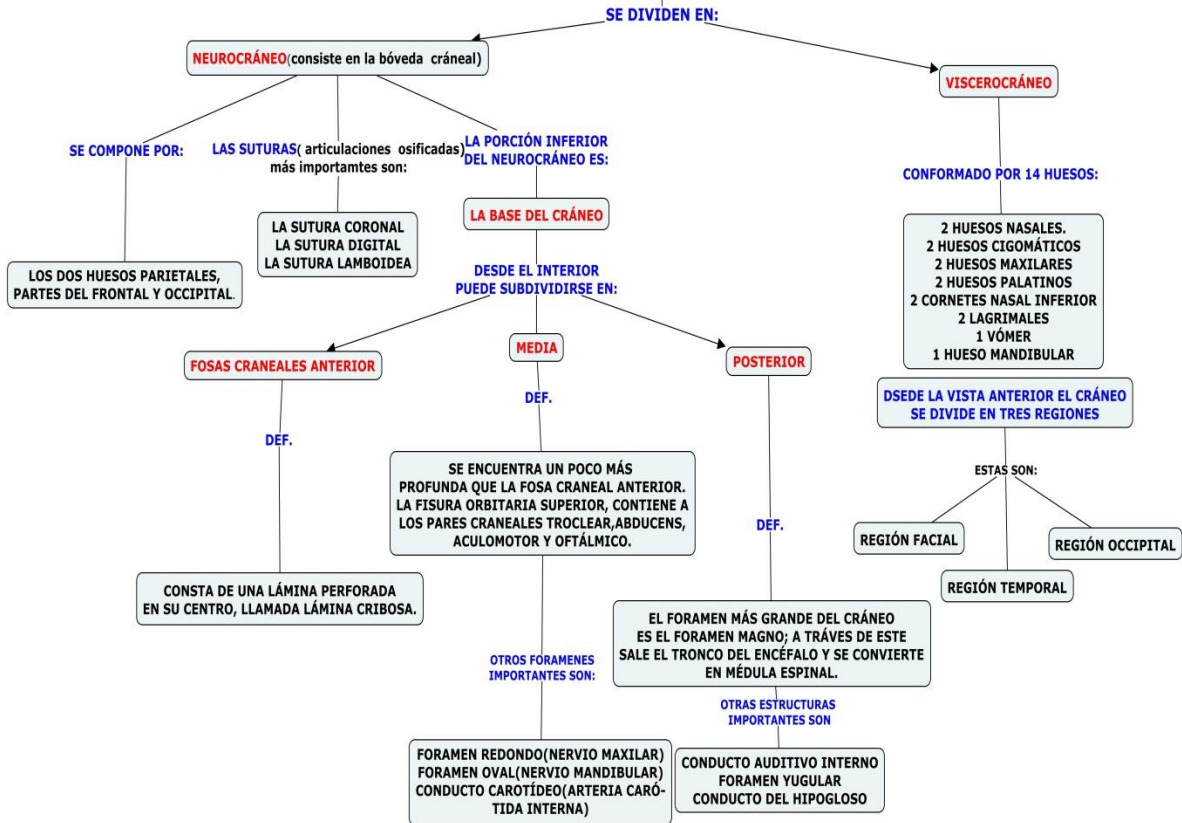 SE DIVIDEN EN:
NEUROCRÁNEO(consiste en la bóveda cráneal)
SE COMPONE POR:
LOS DOS HUESOS PARIETALES,
PARTES DEL FRONTAL Y OCCIPITAL.
LAS SUTURAS( articulaciones osificadas)
más importamtes son:
LA SUTURA CORONAL
LA SUTURA DIGITAL
LA SUTURA LAMBOIDEA
LA PORCIÓN INFERIOR
DEL NEUROCRÁNEO ES:
LA BASE DEL CRÁNEO
DESDE EL INTERIOR
PUEDE SUBDIVIDIRSE EN:
FOSAS CRANEALES ANTERIOR
DEF.
CONSTA DE UNA LÁMINA PERFORADA
EN SU CENTRO, LLAMADA LÁMINA CRIBOSA.
MEDIA
DEF.
SE ENCUENTRA UN POCO MÁS
PROFUNDA QUE LA FOSA CRANEAL ANTERIOR.
LA FISURA ORBITARIA SUPERIOR, CONTIENE A
LOS PARES CRANEALES TROCLEAR,ABDUCENS,
ACULOMOTOR Y OFTÁLMICO.
OTROS FORAMENES
IMPORTANTES SON:
FORAMEN REDONDO(NERVIO MAXILAR)
FORAMEN OVAL(NERVIO MANDIBULAR)
CONDUCTO CAROTÍDEO(ARTERIA CARÓ-
TIDA INTERNA)
POSTERIOR
DEF.
EL FORAMEN MÁS GRANDE DEL CRÁNEO
ES EL FORAMEN MAGNO; A TRÁVES DE ESTE
SALE EL TRONCO DEL ENCÉFALO Y SE CONVIERTE
EN MÉDULA ESPINAL.
OTRAS ESTRUCTURAS
IMPORTANTES SON
CONDUCTO AUDITIVO INTERNO
FORAMEN YUGULAR
CONDUCTO DEL HIPOGLOSO
VISCEROCRÁNEO
CONFORMADO POR 14 HUESOS:
2 HUESOS NASALES.
2 HUESOS CIGOMÁTICOS
2 HUESOS MAXILARES
2 HUESOS PALATINOS
2 CORNETES NASAL INFERIOR
2 LAGRIMALES
1 VÓMER
1 HUESO MANDIBULAR
DSEDE LA VISTA ANTERIOR EL CRÁNEO
SE DIVIDE EN TRES REGIONES
ESTAS SON:
REGIÓN FACIAL
REGIÓN TEMPORAL
REGIÓN OCCIPITAL